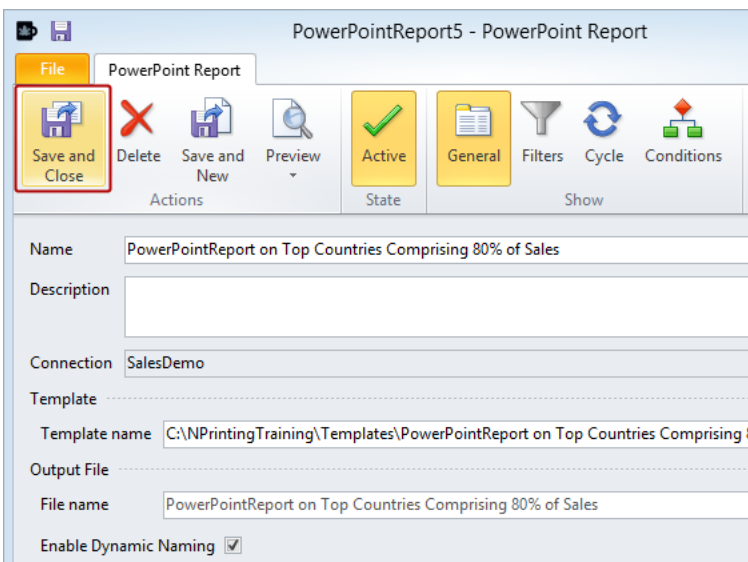 PowerPointReport5 - PowerPoint Report
File PowerPoint Report
Save and Close Delete Save and New Preview Active General Filters Cycle Conditions
Actions State Show
Name PowerPointReport on Top Countries Comprising 80% of Sales
Description
Connection SalesDemo
Template
Template name C:\NPrintingTraining\Templates\PowerPointReport on Top Countries Comprising
Output File
File name PowerPointReport on Top Countries Comprising 80% of Sales
Enable Dynamic Naming